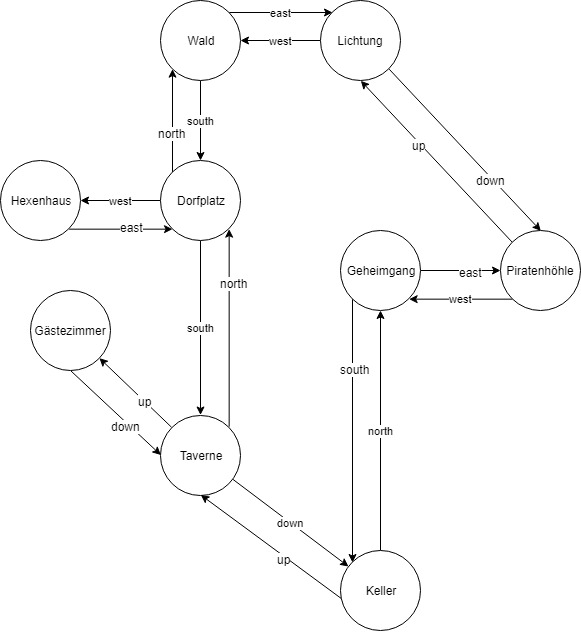 east
Wald
Lichtung
west
south
north
up
down
Hexenhaus
west
Dorfplatz
east
Geheimgang
east
Piratenhöhle
north
west
Gästezimmer
south
south
up
down
north
Taverne
down
up
Keller